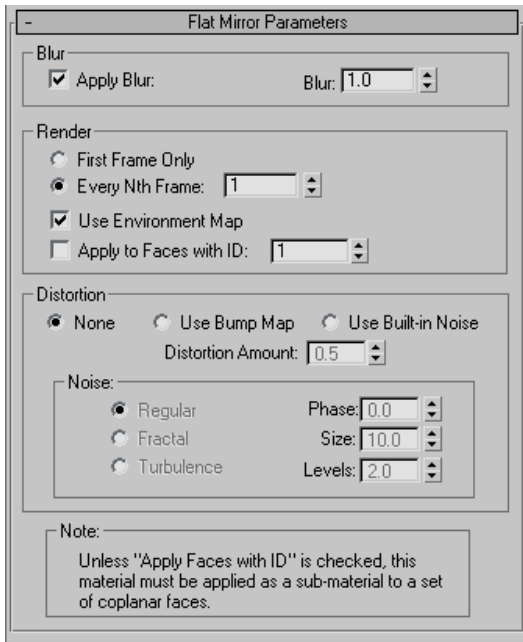 - Flat Mirror Parameters
Blur
Apply Blur: Blur: 1.0
Render
First Frame Only
Every Nth Frame: 1
Use Environment Map
Apply to Faces with ID: 1
Distortion
None Use Bump Map Use Built-in Noise
Distortion Amount: 0.5
Noise:
Regular Phase: 0.0
Fractal Size: 10.0
Turbulence Levels: 2.0
Note:
Unless "Apply Faces with ID" is checked, this
material must be applied as a sub-material to a set
of coplanar faces.